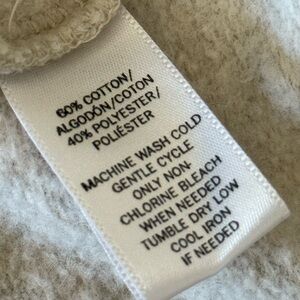 60% COTTON/
ALGODÓN/COTON
40% POLYESTER/
POLIÉSTER
MACHINE WASH COLD
GENTLE CYCLE
ONLY NON-
CHLORINE BLEACH
WHEN NEEDED
TUMBLE DRY LOW
COOL IRON
IF NEEDED